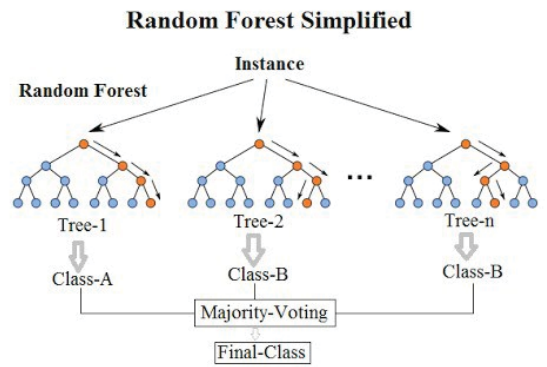 Random Forest Simplified
Instance
Random Forest
...
Tree-1
Tree-2
Tree-n
Class-A
Class-B
Class-B
Majority-Voting
Final-Class